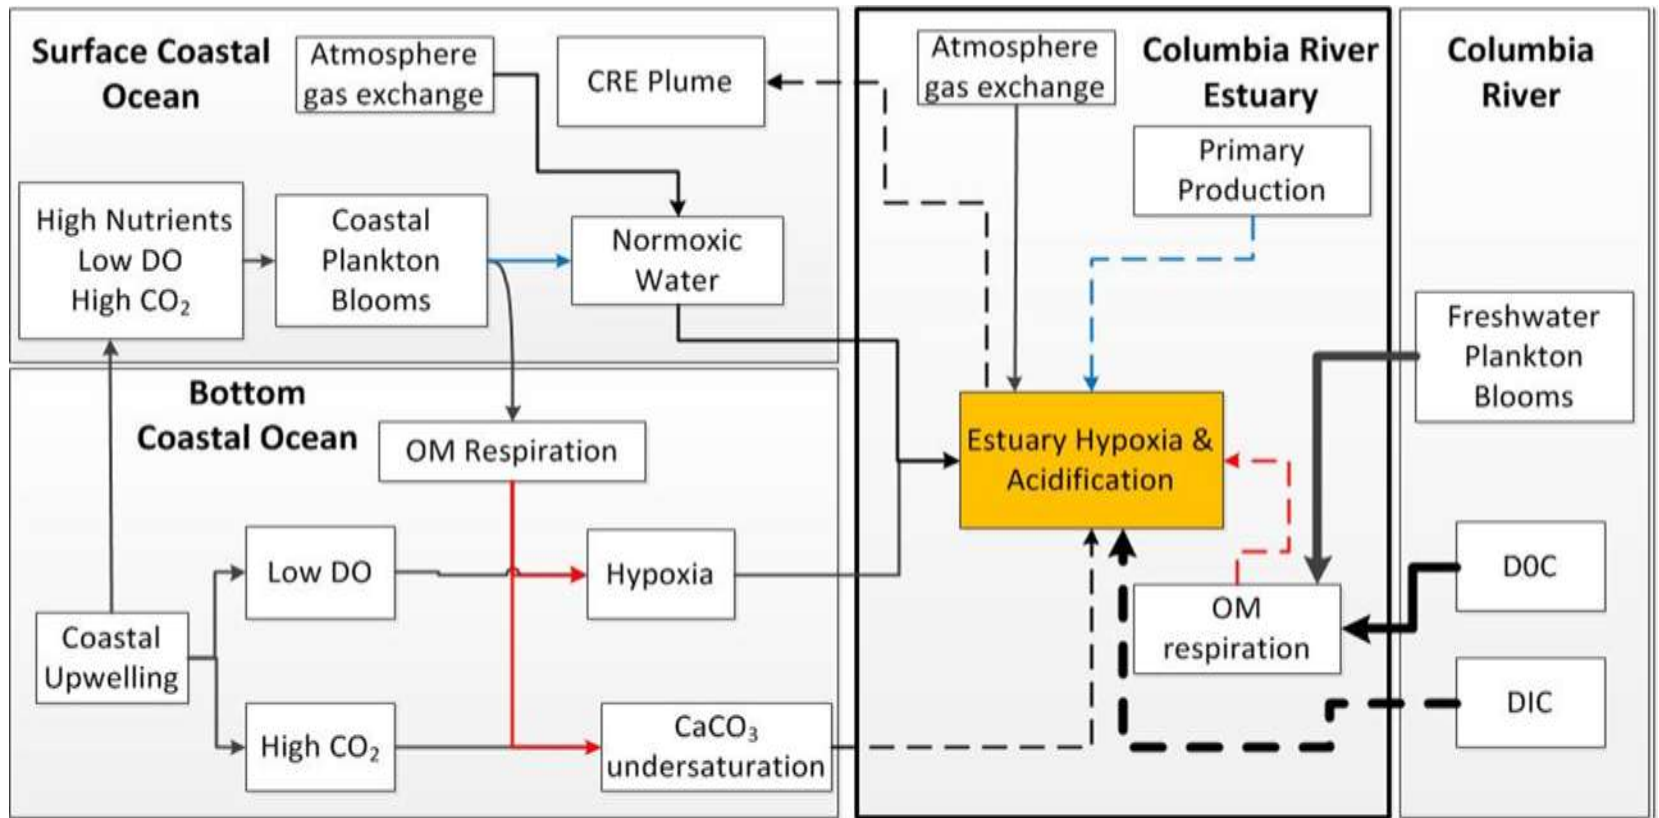 Surface Coastal
Ocean
Atmosphere
gas exchange
CRE Plume
High Nutrients
Low DO
High CO₂
Coastal
Plankton
Blooms
Normoxic
Water
Bottom
Coastal Ocean
OM Respiration
Low DO
Hypoxia
Coastal
Upwelling
High CO₂
CaCO₃
undersaturation
Atmosphere
gas exchange
Columbia River
Estuary
Primary
Production
Estuary Hypoxia &
Acidification
OM
respiration
Columbia
River
Freshwater
Plankton
Blooms
DOC
DIC